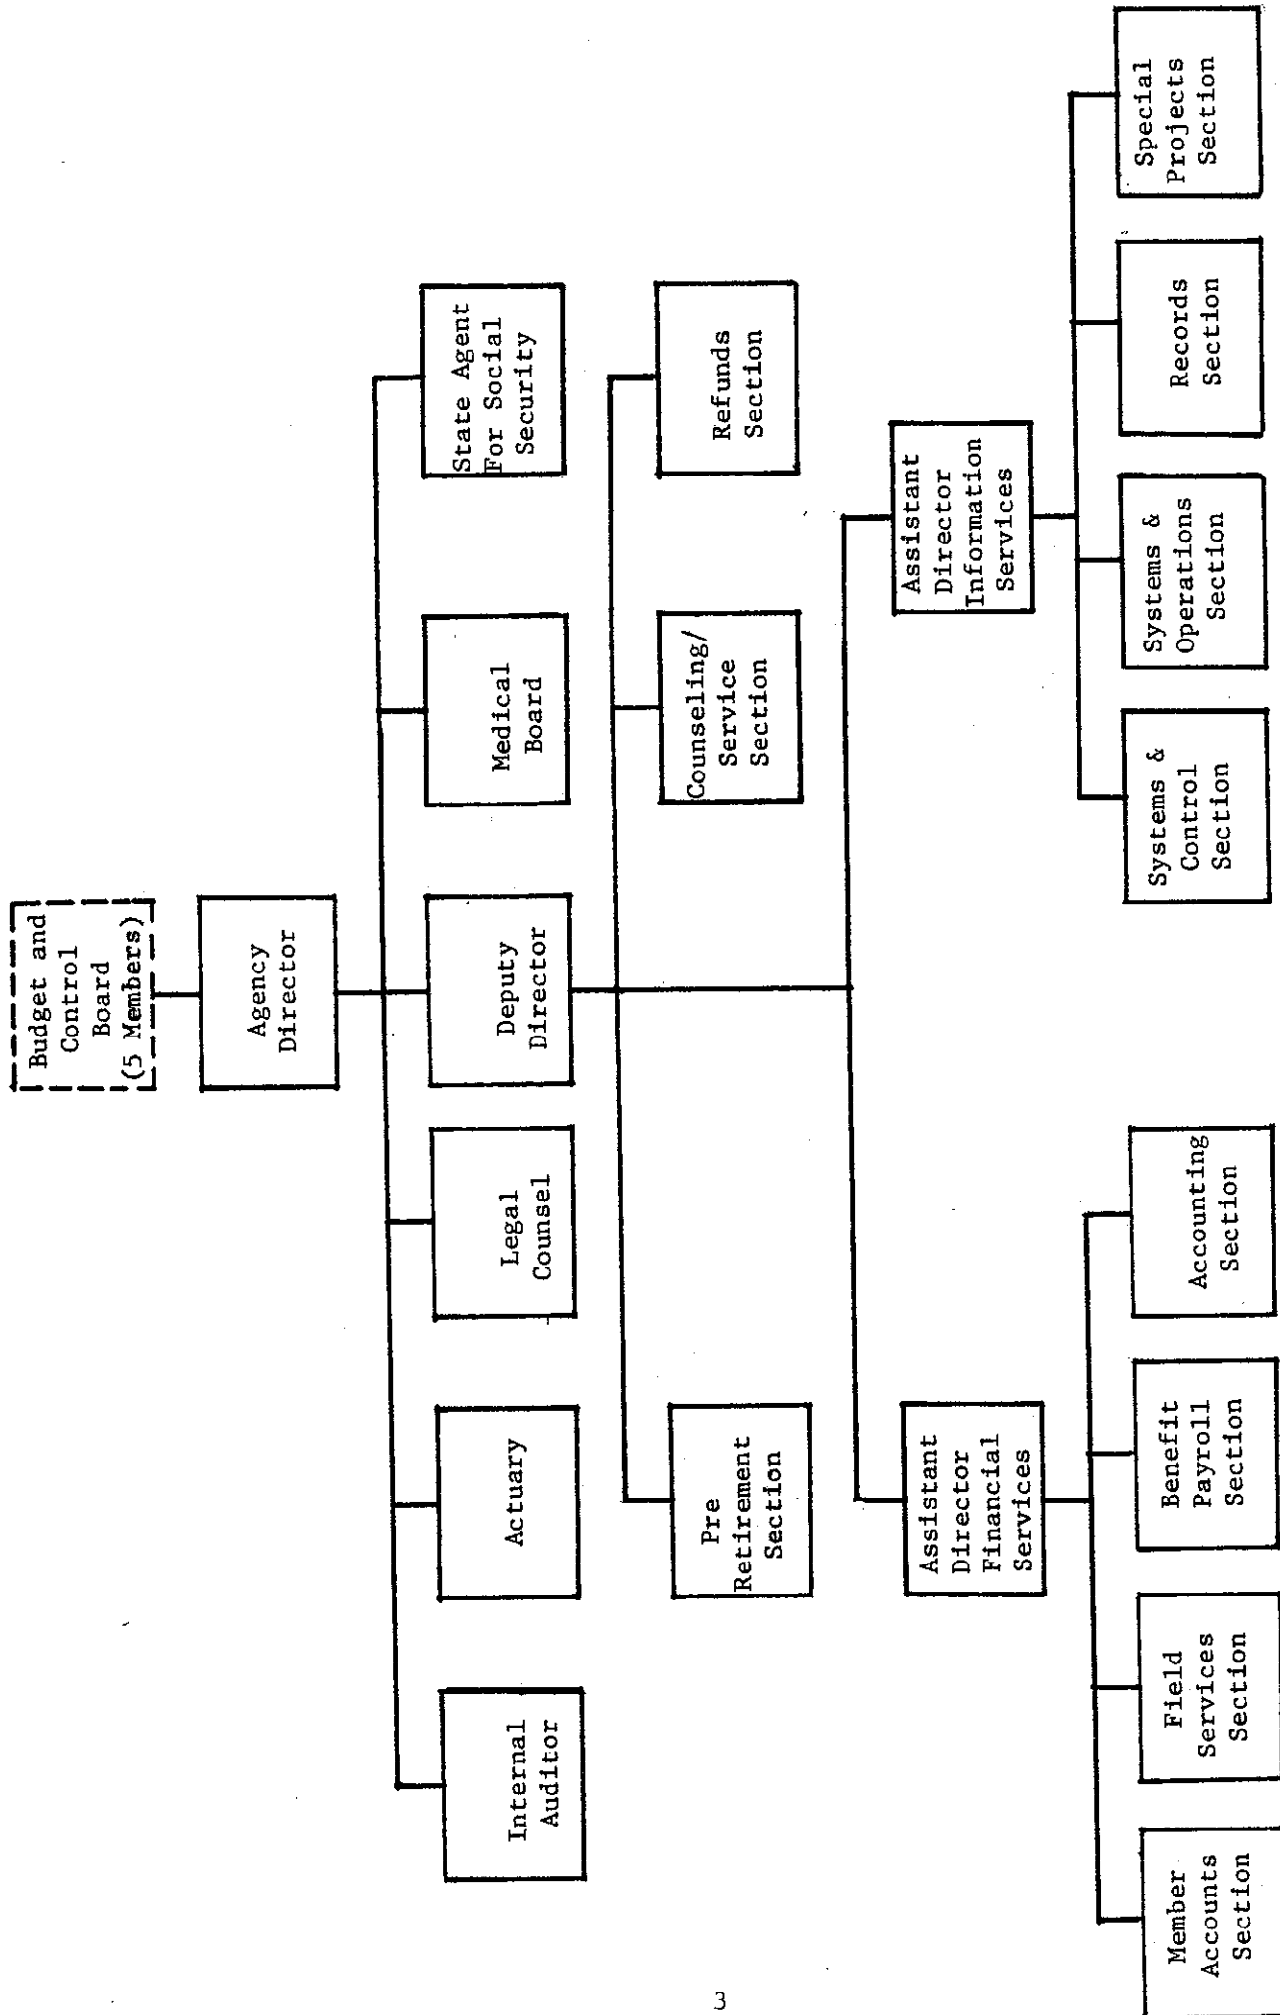 Budget and
Control
Board
(5 Members)
Agency
Director
Internal
Auditor
Actuary
Legal
Counsel
Deputy
Director
Medical
Board
State Agent
For Social
Security
Pre
Retirement
Section
Counseling/
Service
Section
Refunds
Section
Assistant
Director
Financial
Services
Assistant
Director
Information
Services
Member
Accounts
Section
Field
Services
Section
Benefit
Payroll
Section
Accounting
Section
Systems &
Control
Section
Systems &
Operations
Section
Records
Section
Special
Projects
Section
3